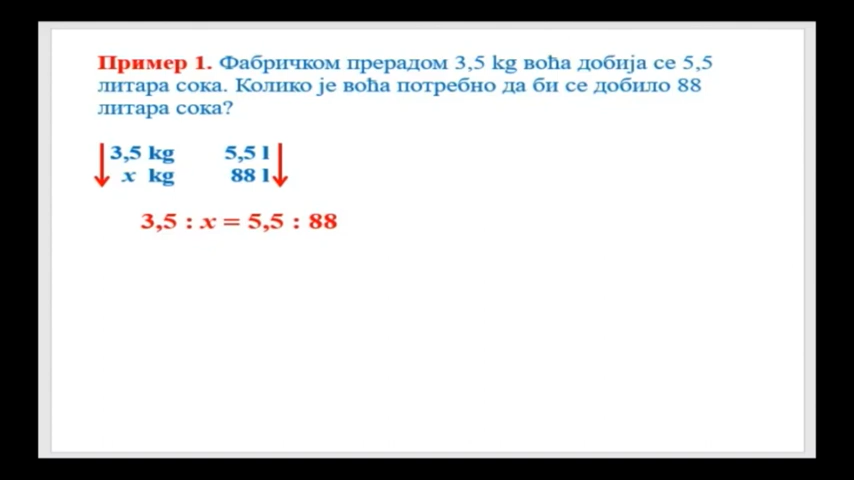 Пример 1. Фабричком прерадом 3,5 kg воћа добија се 5,5
литара сока. Колико је воћа потребно да би се добило 88
литара сока?
3,5 kg 5,5 l
x kg 88 l
3,5 : x = 5,5 : 88